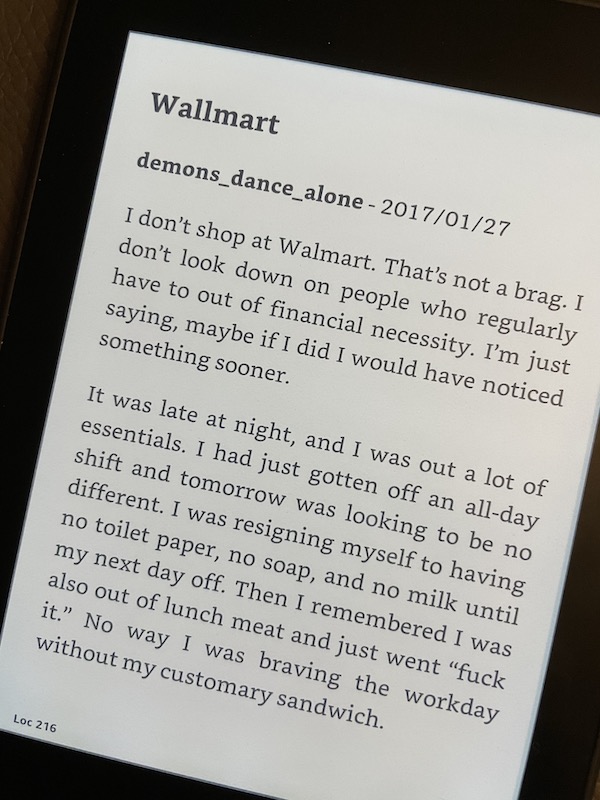 Wallmart
demons_dance_alone - 2017/01/27
I don’t shop at Walmart. That’s not a brag. I
don’t look down on people who regularly
have to out of financial necessity. I’m just
saying, maybe if I did I would have noticed
something sooner.
It was late at night, and I was out a lot of
essentials. I had just gotten off an all-day
shift and tomorrow was looking to be no
different. I was resigning myself to having
no toilet paper, no soap, and no milk until
my next day off. Then I remembered I was
also out of lunch meat and just went “fuck
it.” No way I was braving the workday
without my customary sandwich.
Loc 216